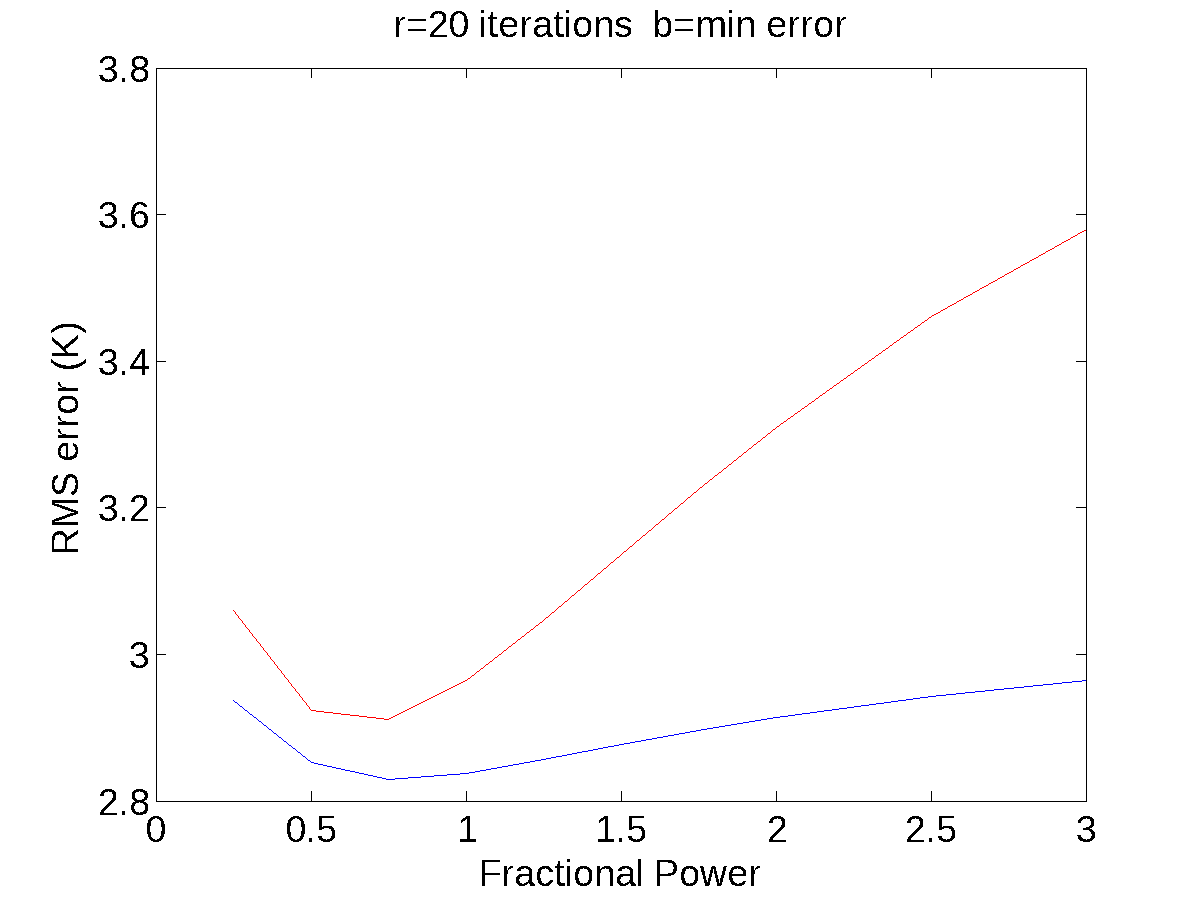 r=20 iterations  b=min error
3.8
3.6
3.4
3.2
3
2.8
RMS error (K)
0 0.5 1 1.5 2 2.5 3
Fractional Power